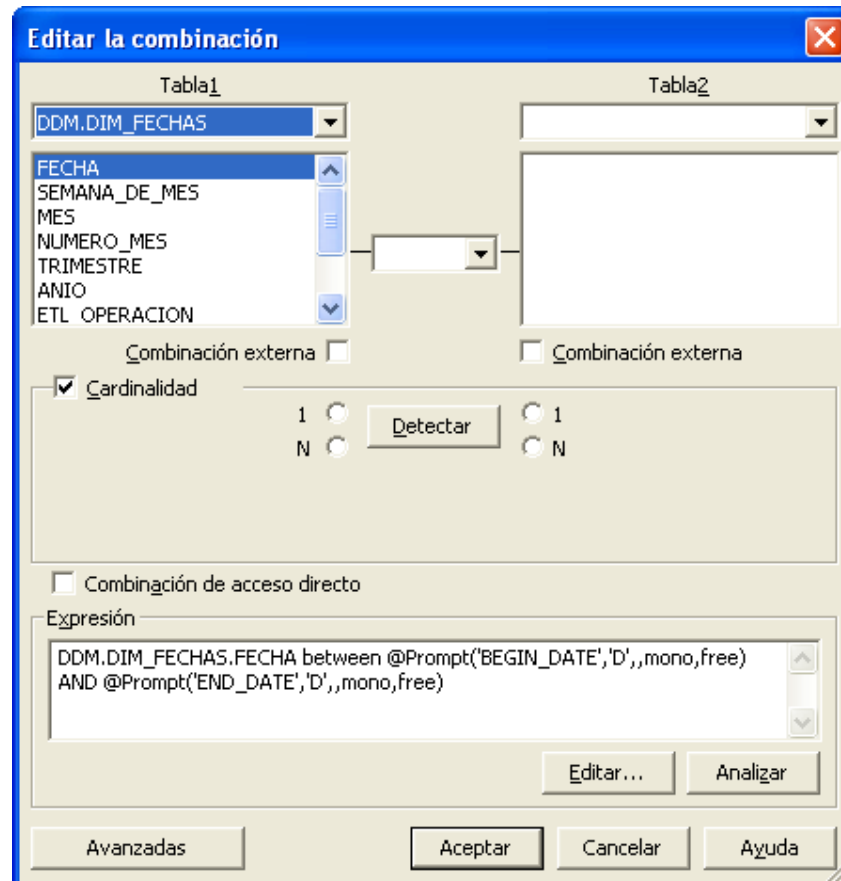 Editar la combinación
Tabla1
Tabla2
DDM.DIM_FECHAS
FECHA
SEMANA_DE_MES
MES
NUMERO_MES
TRIMESTRE
ANIO
ETL_OPERACION
Combinación externa
Combinación externa
Cardinalidad
1
Detectar
1
N
N
Combinación de acceso directo
Expresión
DDM.DIM_FECHAS.FECHA between @Prompt('BEGIN_DATE','D',,mono,free)
AND @Prompt('END_DATE','D',,mono,free)
Editar...
Analizar
Avanzadas
Aceptar
Cancelar
Ayuda